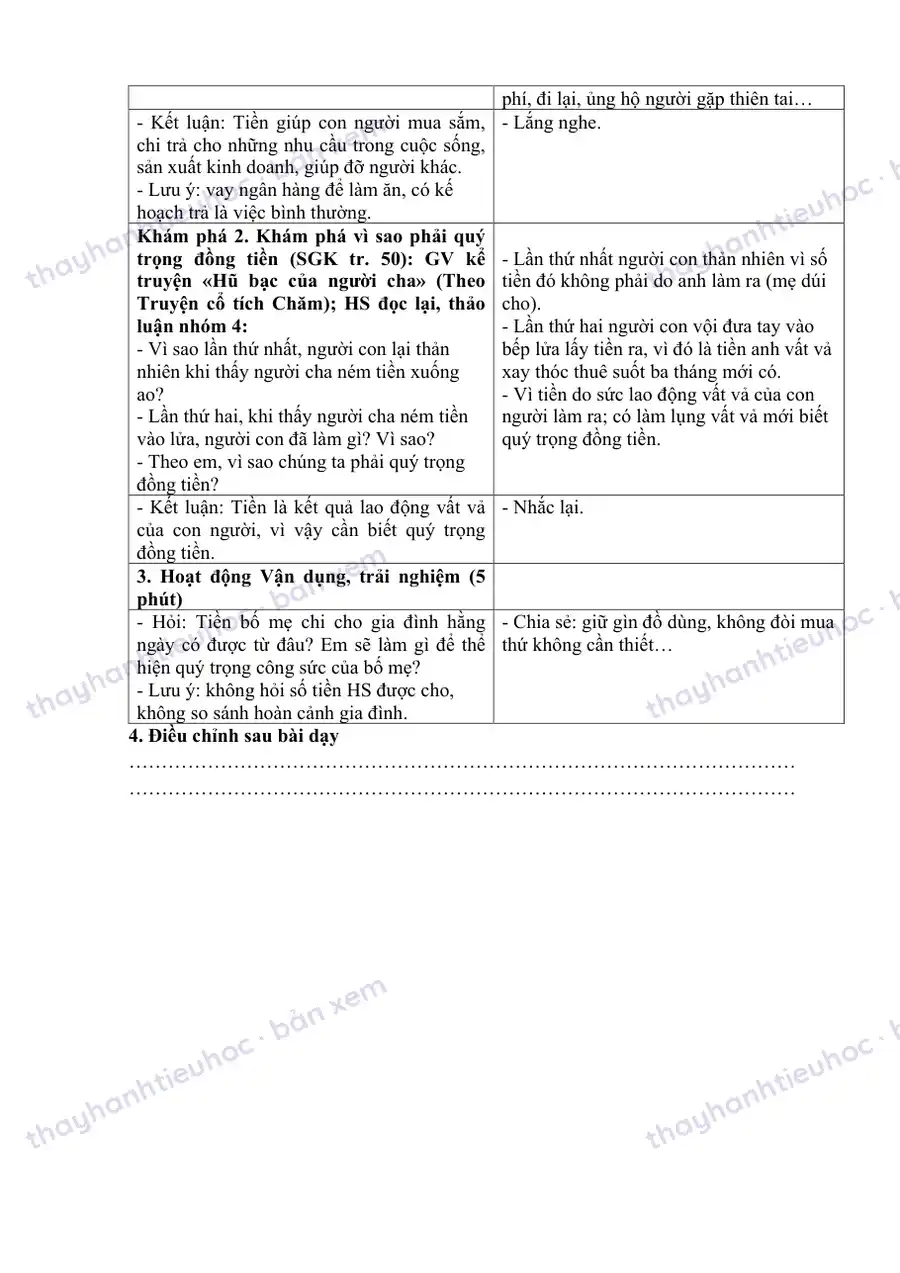 phí, đi lại, ủng hộ người gặp thiên tai…
- Kết luận: Tiền giúp con người mua sắm,
chi trả cho những nhu cầu trong cuộc sống,
sản xuất kinh doanh, giúp đỡ người khác.
- Lưu ý: vay ngân hàng để làm ăn, có kế
hoạch trả là việc bình thường.
- Lắng nghe.
Khám phá 2. Khám phá vì sao phải quý
trọng đồng tiền (SGK tr. 50): GV kể
truyện «Hũ bạc của người cha» (Theo
Truyện cổ tích Chăm); HS đọc lại, thảo
luận nhóm 4:
- Vì sao lần thứ nhất, người con lại thản
nhiên khi thấy người cha ném tiền xuống
ao?
- Lần thứ hai, khi thấy người cha ném tiền
vào lửa, người con đã làm gì? Vì sao?
- Theo em, vì sao chúng ta phải quý trọng
đồng tiền?
- Lần thứ nhất người con thản nhiên vì số
tiền đó không phải do anh làm ra (mẹ dúi
cho).
- Lần thứ hai người con vội đưa tay vào
bếp lửa lấy tiền ra, vì đó là tiền anh vất vả
xay thóc thuê suốt ba tháng mới có.
- Vì tiền do sức lao động vất vả của con
người làm ra; có làm lụng vất vả mới biết
quý trọng đồng tiền.
- Kết luận: Tiền là kết quả lao động vất vả
của con người, vì vậy cần biết quý trọng
đồng tiền.
- Nhắc lại.
3. Hoạt động Vận dụng, trải nghiệm (5
phút)
- Hỏi: Tiền bố mẹ chi cho gia đình hằng
ngày có được từ đâu? Em sẽ làm gì để thể
hiện quý trọng công sức của bố mẹ?
- Lưu ý: không hỏi số tiền HS được cho,
không so sánh hoàn cảnh gia đình.
- Chia sẻ: giữ gìn đồ dùng, không đòi mua
thứ không cần thiết…
4. Điều chỉnh sau bài dạy
……………………………………………………………………………………………
……………………………………………………………………………………………
thayhanhtieuhoc · bản xem
thayhanhtieuhoc · b
thayhanhtieuhoc · bản xem
thayhanhtieuhoc · b
thayhanhtieuhoc · bản xem
thayhanhtieuhoc · b